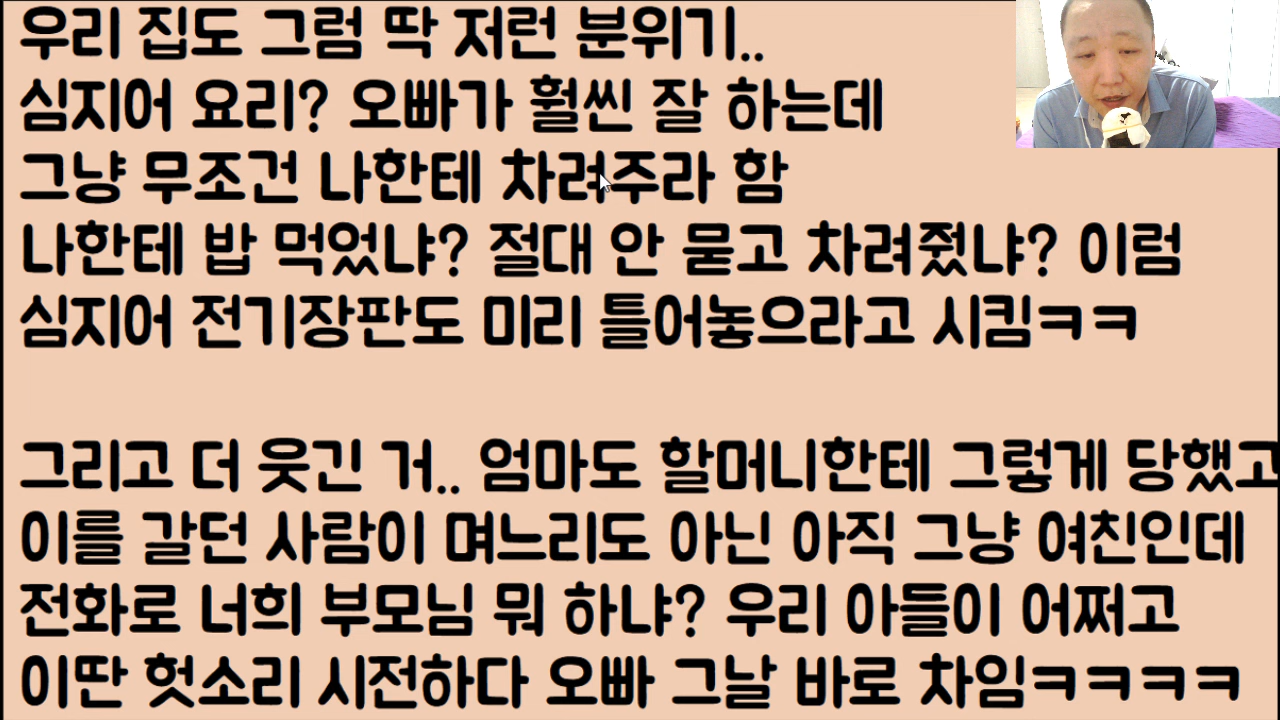 우리 집도 그럼 딱 저런 분위기..
심지어 요리? 오빠가 훨씬 잘 하는데
그냥 무조건 나한테 차려주라 함
나한테 밥 먹었냐? 절대 안 묻고 차려줬냐? 이럼
심지어 전기장판도 미리 틀어놓으라고 시킴ㅋㅋ
그리고 더 웃긴 거.. 엄마도 할머니한테 그렇게 당했고
이를 갈던 사람이 며느리도 아닌 아직 그냥 여친인데
전화로 너희 부모님 뭐 하냐? 우리 아들이 어쩌고
이딴 헛소리 시전하다 오빠 그날 바로 차임ㅋㅋㅋㅋ